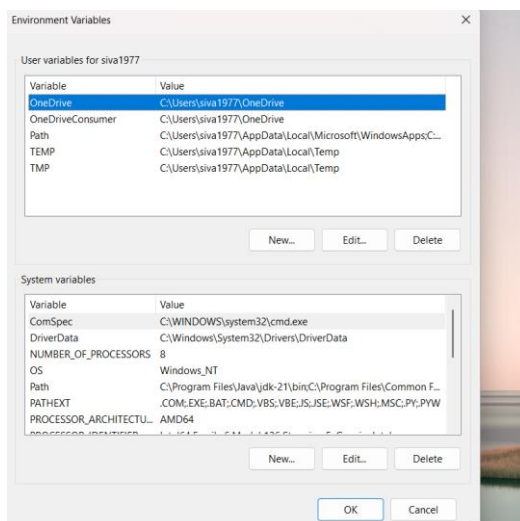 Environment Variables
User variables for siva1977
Variable Value
OneDrive C:\Users\siva1977\OneDrive
OneDriveConsumer C:\Users\siva1977\OneDrive
Path C:\Users\siva1977\AppData\Local\Microsoft\WindowsApps;C:...
TEMP C:\Users\siva1977\AppData\Local\Temp
TMP C:\Users\siva1977\AppData\Local\Temp
New... Edit... Delete
System variables
Variable Value
ComSpec C:\WINDOWS\system32\cmd.exe
DriverData C:\Windows\System32\Drivers\DriverData
NUMBER_OF_PROCESSORS 8
OS Windows_NT
Path C:\Program Files\Java\jdk-21\bin;C:\Program Files\Common F...
PATHEXT .COM;.EXE;.BAT;.CMD;.VBS;.VBE;.JS;.JSE;.WSF;.WSH;.MSC;.PY;.PYW
PROCESSOR_ARCHITECTU... AMD64
New... Edit... Delete
OK Cancel